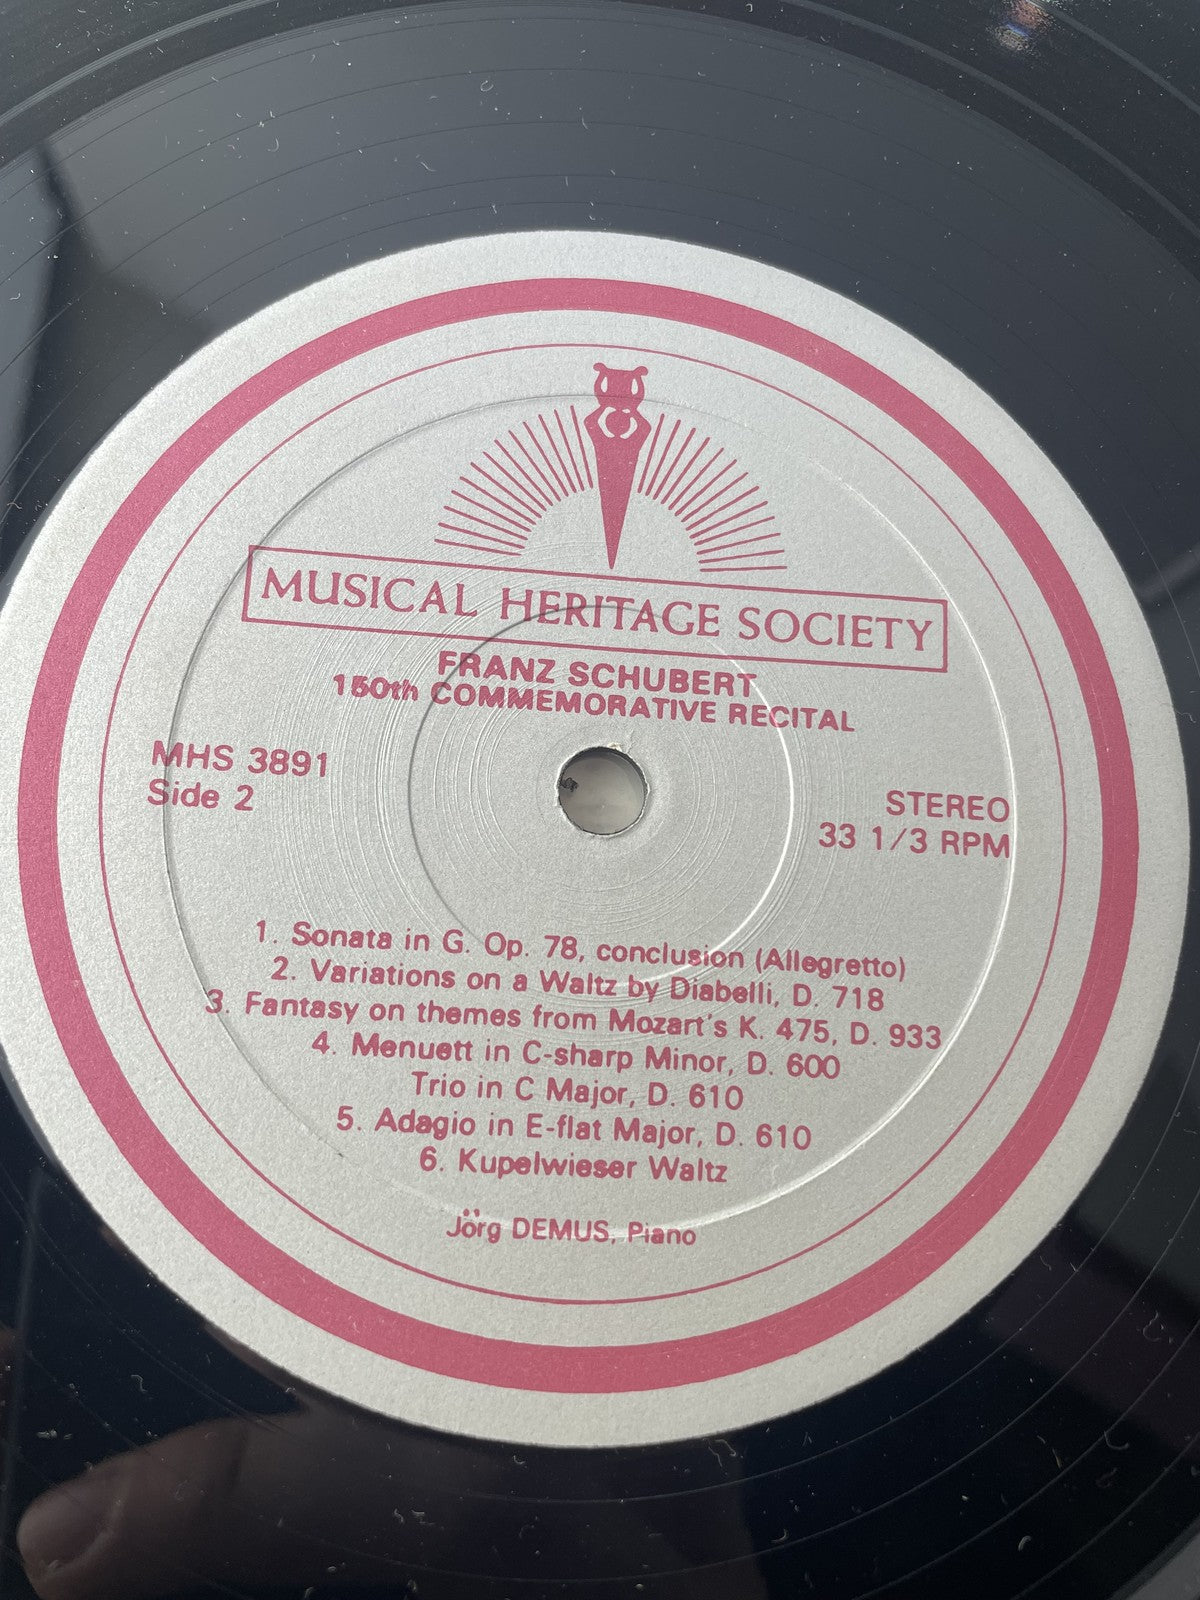 MUSICAL HERITAGE SOCIETY
FRANZ SCHUBERT
150th COMMEMORATIVE RECITAL
MHS 3891
Side 2
STEREO
33 1/3 RPM
1. Sonata in G. Op. 78, conclusion (Allegretto)
2. Variations on a Waltz by Diabelli, D. 718
3. Fantasy on themes from Mozart's K. 475, D. 933
4. Menuett in C-sharp Minor, D. 600
Trio in C Major, D. 610
5. Adagio in E-flat Major, D. 610
6. Kupelwieser Waltz
Jörg DEMUS, Piano